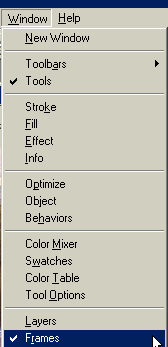 Window Help
New Window
Toolbars
Tools
Stroke
Fill
Effect
Info
Optimize
Object
Behaviors
Color Mixer
Swatches
Color Table
Tool Options
Layers
Frames